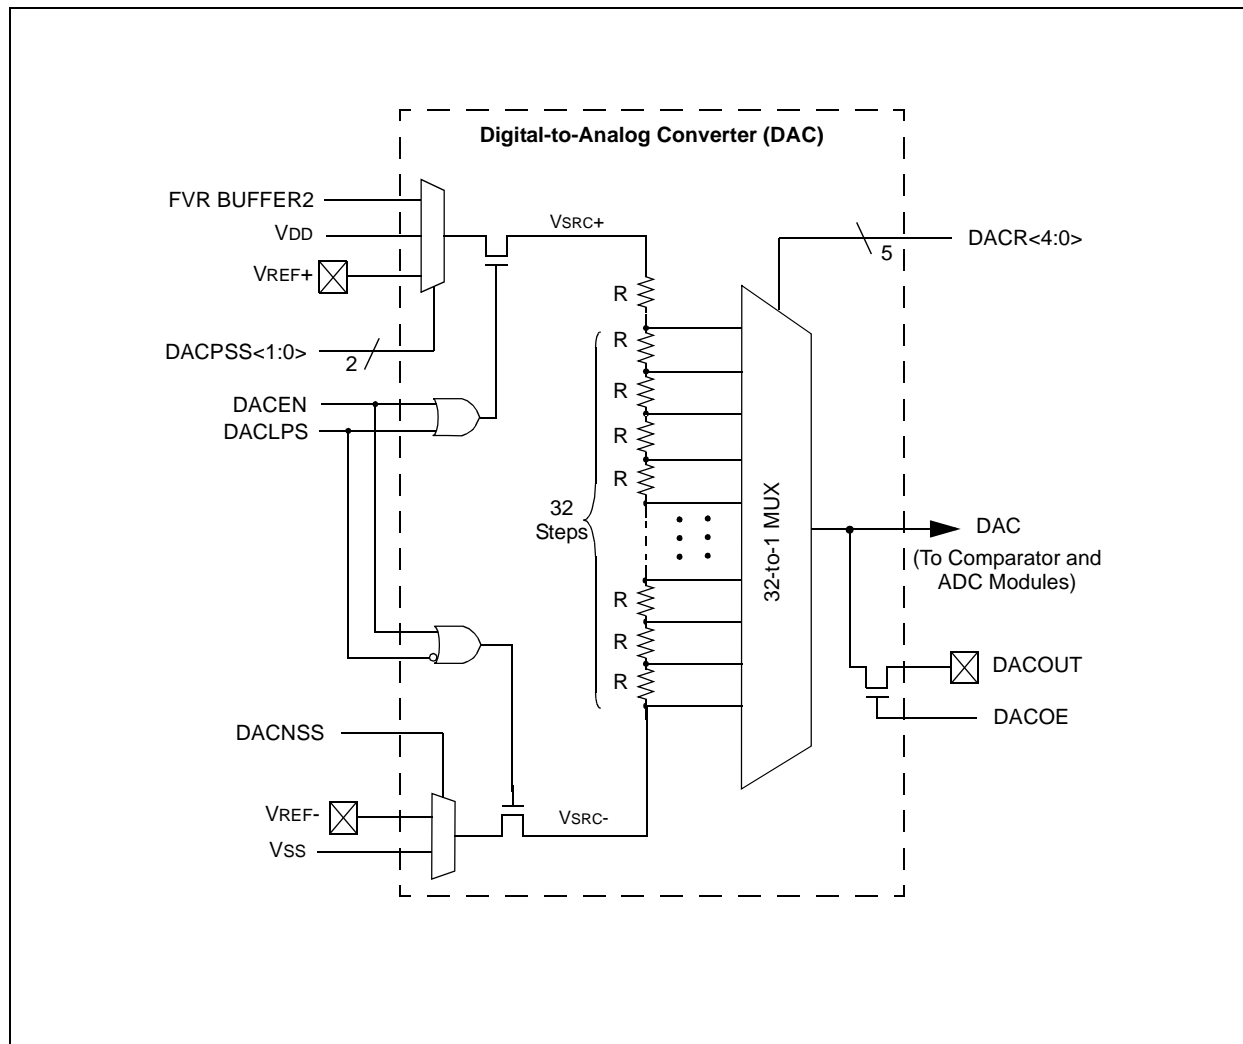 Digital-to-Analog Converter (DAC)
FVR BUFFER2
VDD
VREF+
DACPSS<1:0>
2
DACEN
DACLPS
VSRC+
R
R
R
R
R
32
Steps
R
R
R
32-to-1 MUX
5
DACR<4:0>
DAC
(To Comparator and
ADC Modules)
DACOUT
DACOE
DACNSS
VREF-
VSS
VSRC-